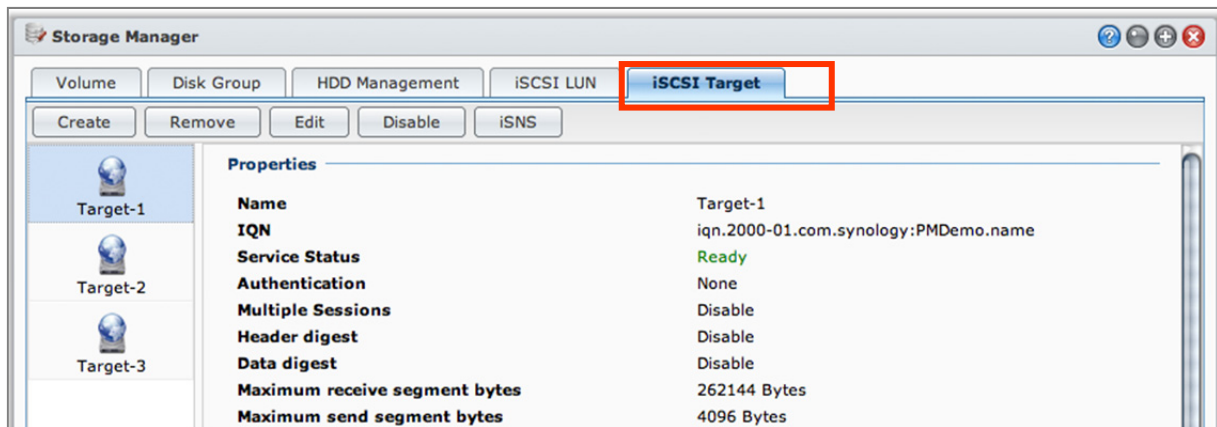 Storage Manager
Volume Disk Group HDD Management iSCSI LUN iSCSI Target
Create Remove Edit Disable iSNS
Target-1
Target-2
Target-3
Properties
Name Target-1
IQN iqn.2000-01.com.synology:PMDemo.name
Service Status Ready
Authentication None
Multiple Sessions Disable
Header digest Disable
Data digest Disable
Maximum receive segment bytes 262144 Bytes
Maximum send segment bytes 4096 Bytes